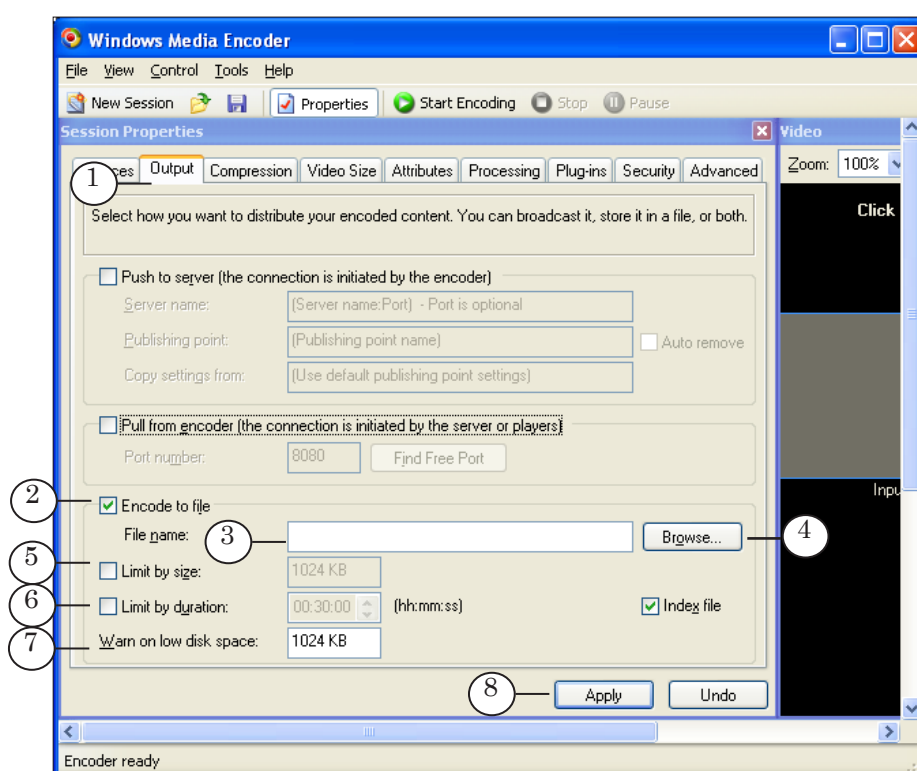 Windows Media Encoder
File View Control Tools Help
New Session Properties Start Encoding Stop Pause
Session Properties
Video
Output Compression Video Size Attributes Processing Plug-ins Security Advanced
Zoom: 100%
1
Select how you want to distribute your encoded content. You can broadcast it, store it in a file, or both.
Click
Push to server (the connection is initiated by the encoder)
Server name: (Server name:Port) - Port is optional
Publishing point: (Publishing point name) Auto remove
Copy settings from: (Use default publishing point settings)
Pull from encoder (the connection is initiated by the server or players)
Port number: 8080 Find Free Port
2 Encode to file
File name: 3 Browse... 4
5 Limit by size: 1024 KB
6 Limit by duration: 00:30:00 (hh:mm:ss) Index file
7 Warn on low disk space: 1024 KB
8 Apply Undo
Encoder ready